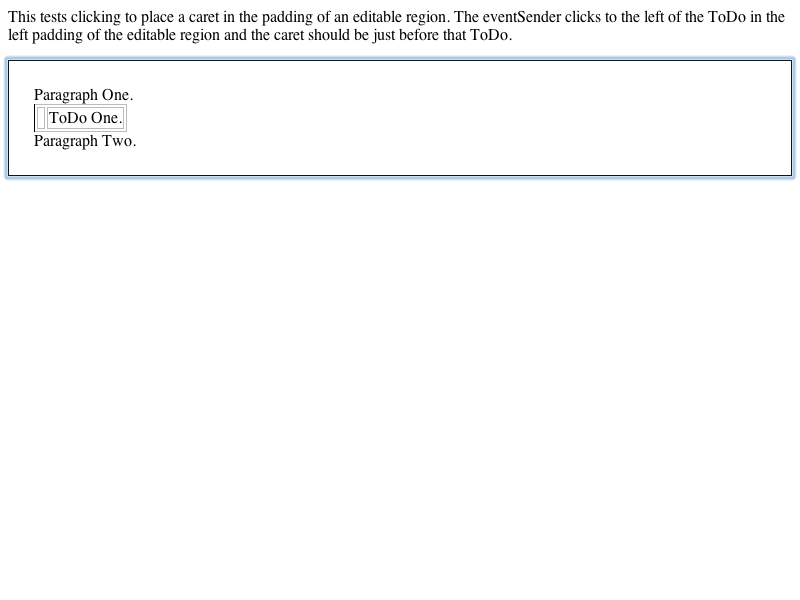 This tests clicking to place a caret in the padding of an editable region. The eventSender clicks to the left of the ToDo in the
left padding of the editable region and the caret should be just before that ToDo.
Paragraph One.
ToDo One.
Paragraph Two.